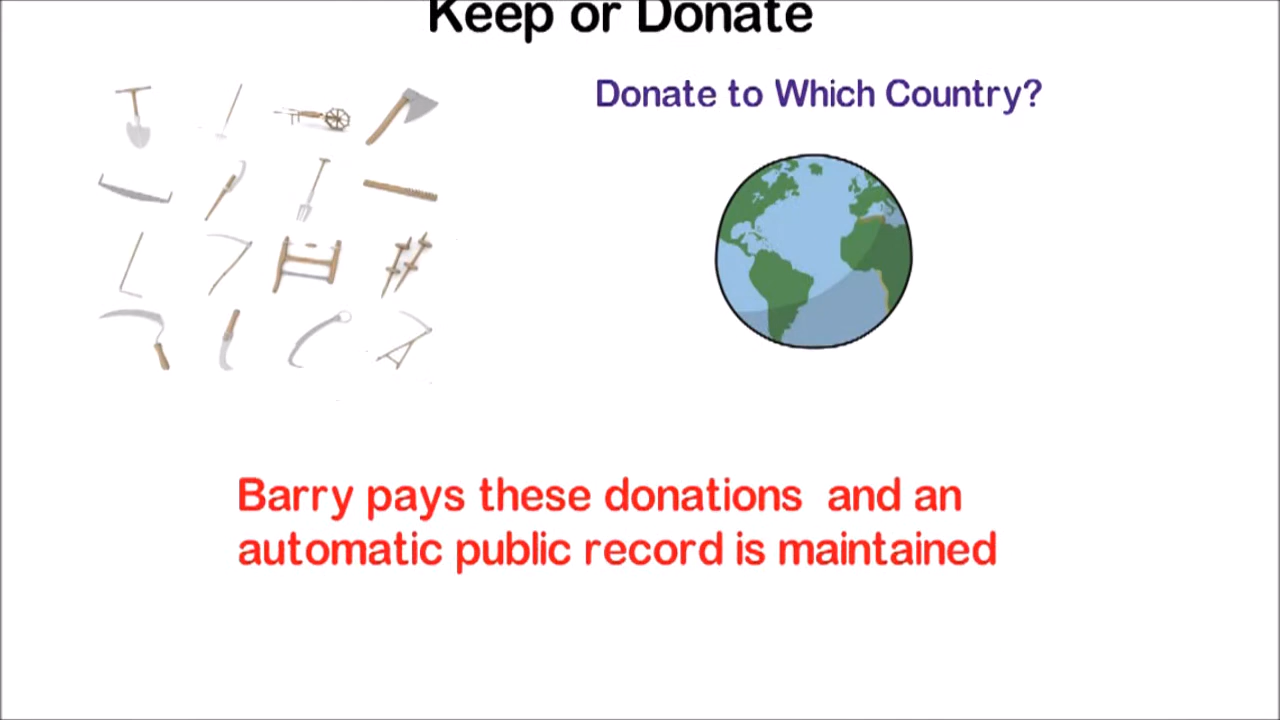 Keep or Donate
Donate to Which Country?
Barry pays these donations  and an
automatic public record is maintained